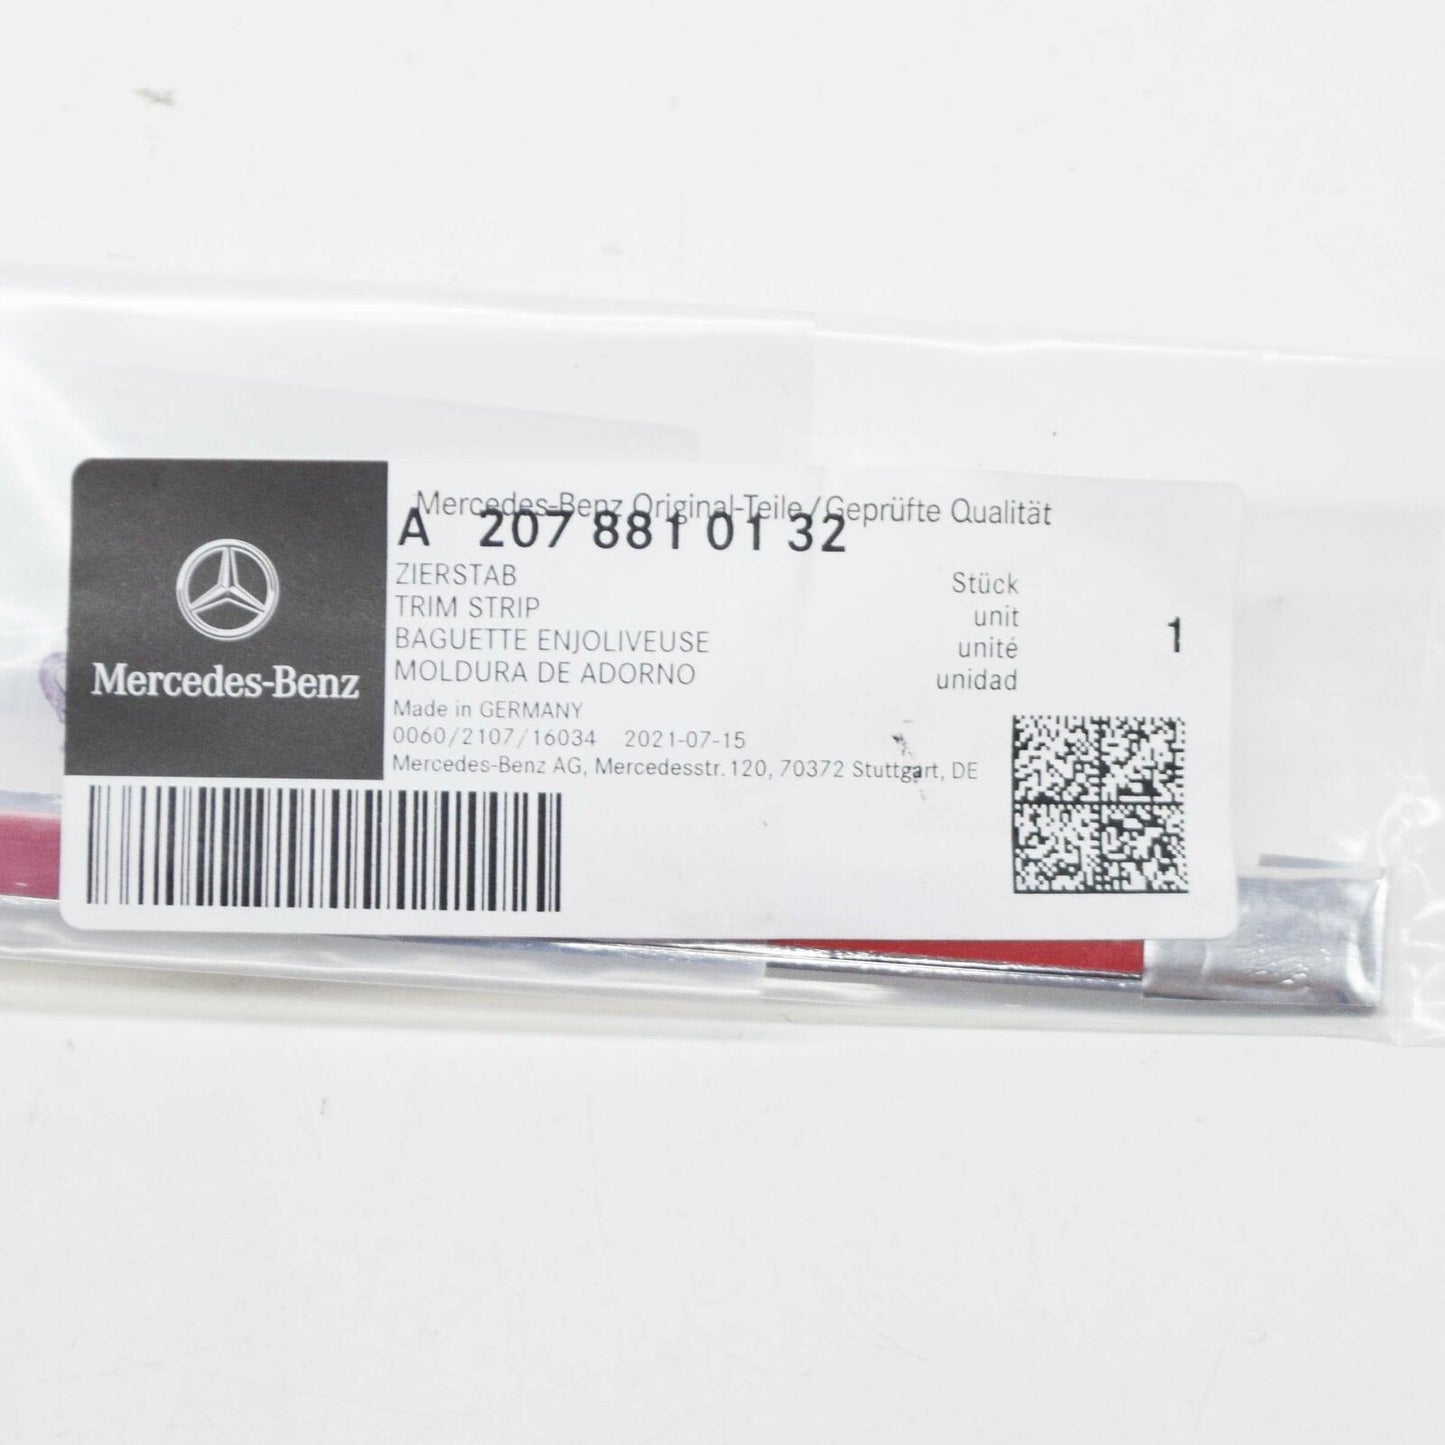 Mercedes-Benz Original-Teile/Geprüfte Qualität
A 207 881 01 32
ZIERSTAB
TRIM STRIP
BAGUETTE ENJOLIVEUSE
MOLDURA DE ADORNO
Stück
unit
unité
unidad
1
Made in GERMANY
0060/2107/16034 2021-07-15
Mercedes-Benz AG, Mercedesstr. 120, 70372 Stuttgart, DE
Mercedes-Benz